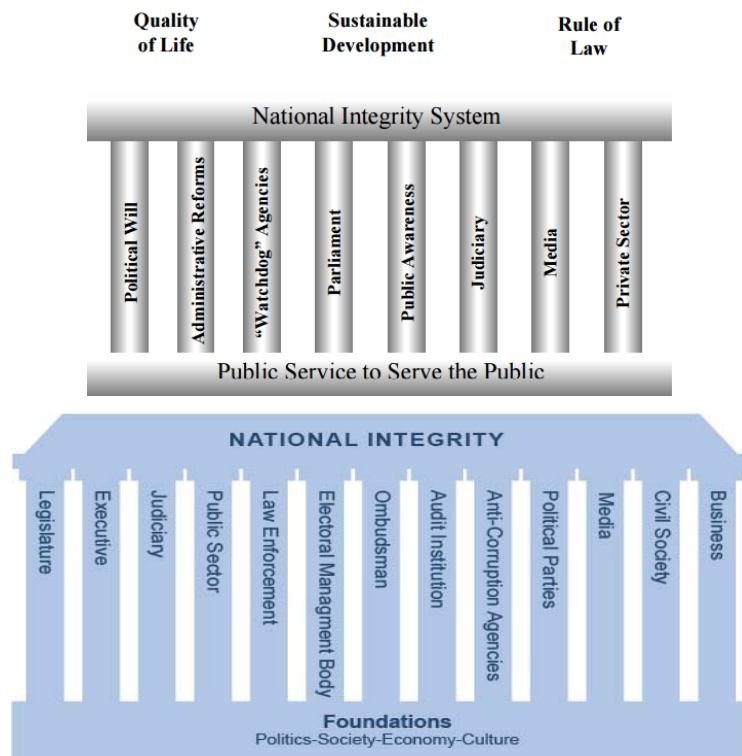 Quality
of Life
Sustainable
Development
Rule of
Law
National Integrity System
Political Will
Administrative Reforms
“Watchdog” Agencies
Parliament
Public Awareness
Judiciary
Media
Private Sector
Public Service to Serve the Public
NATIONAL INTEGRITY
Legislature
Executive
Judiciary
Public Sector
Law Enforcement
Electoral Managment Body
Ombudsman
Audit Institution
Anti-Corruption Agencies
Political Parties
Media
Civil Society
Business
Foundations
Politics-Society-Economy-Culture